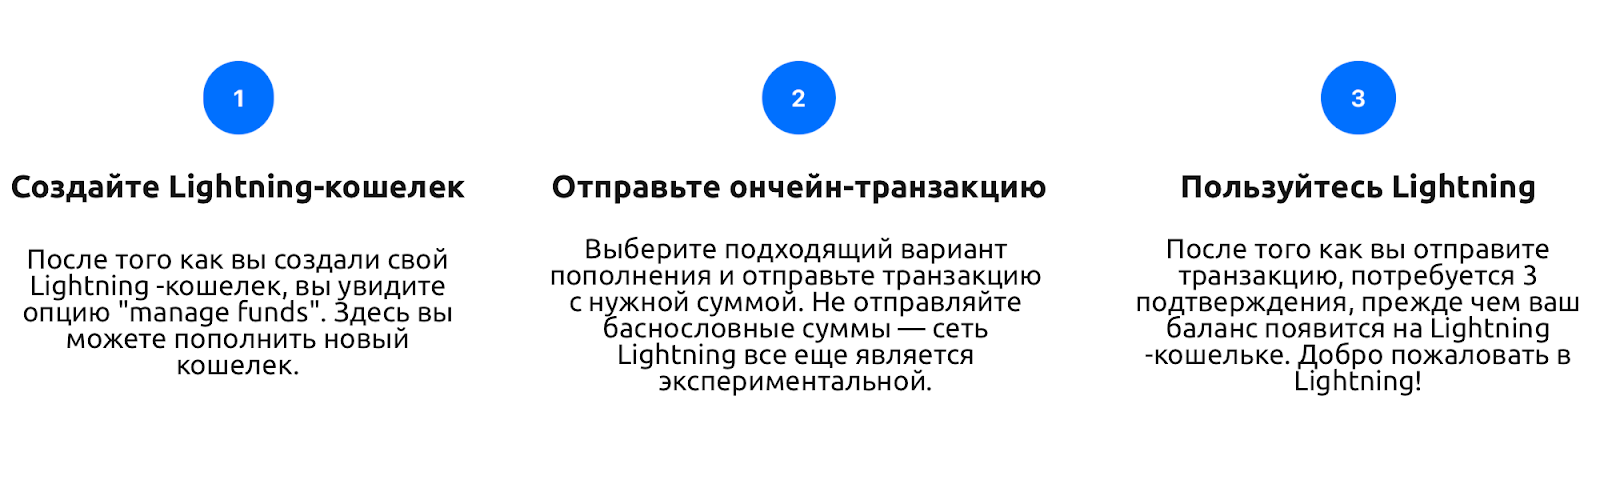 1
Создайте Lightning-кошелек
После того как вы создали свой
Lightning -кошелек, вы увидите
опцию "manage funds". Здесь вы
можете пополнить новый
кошелек.
2
Отправьте ончейн-транзакцию
Выберите подходящий вариант
пополнения и отправьте транзакцию
с нужной суммой. Не отправляйте
баснословные суммы — сеть
Lightning все еще является
экспериментальной.
3
Пользуйтесь Lightning
После того как вы отправите
транзакцию, потребуется 3
подтверждения, прежде чем ваш
баланс появится на Lightning
-кошельке. Добро пожаловать в
Lightning!